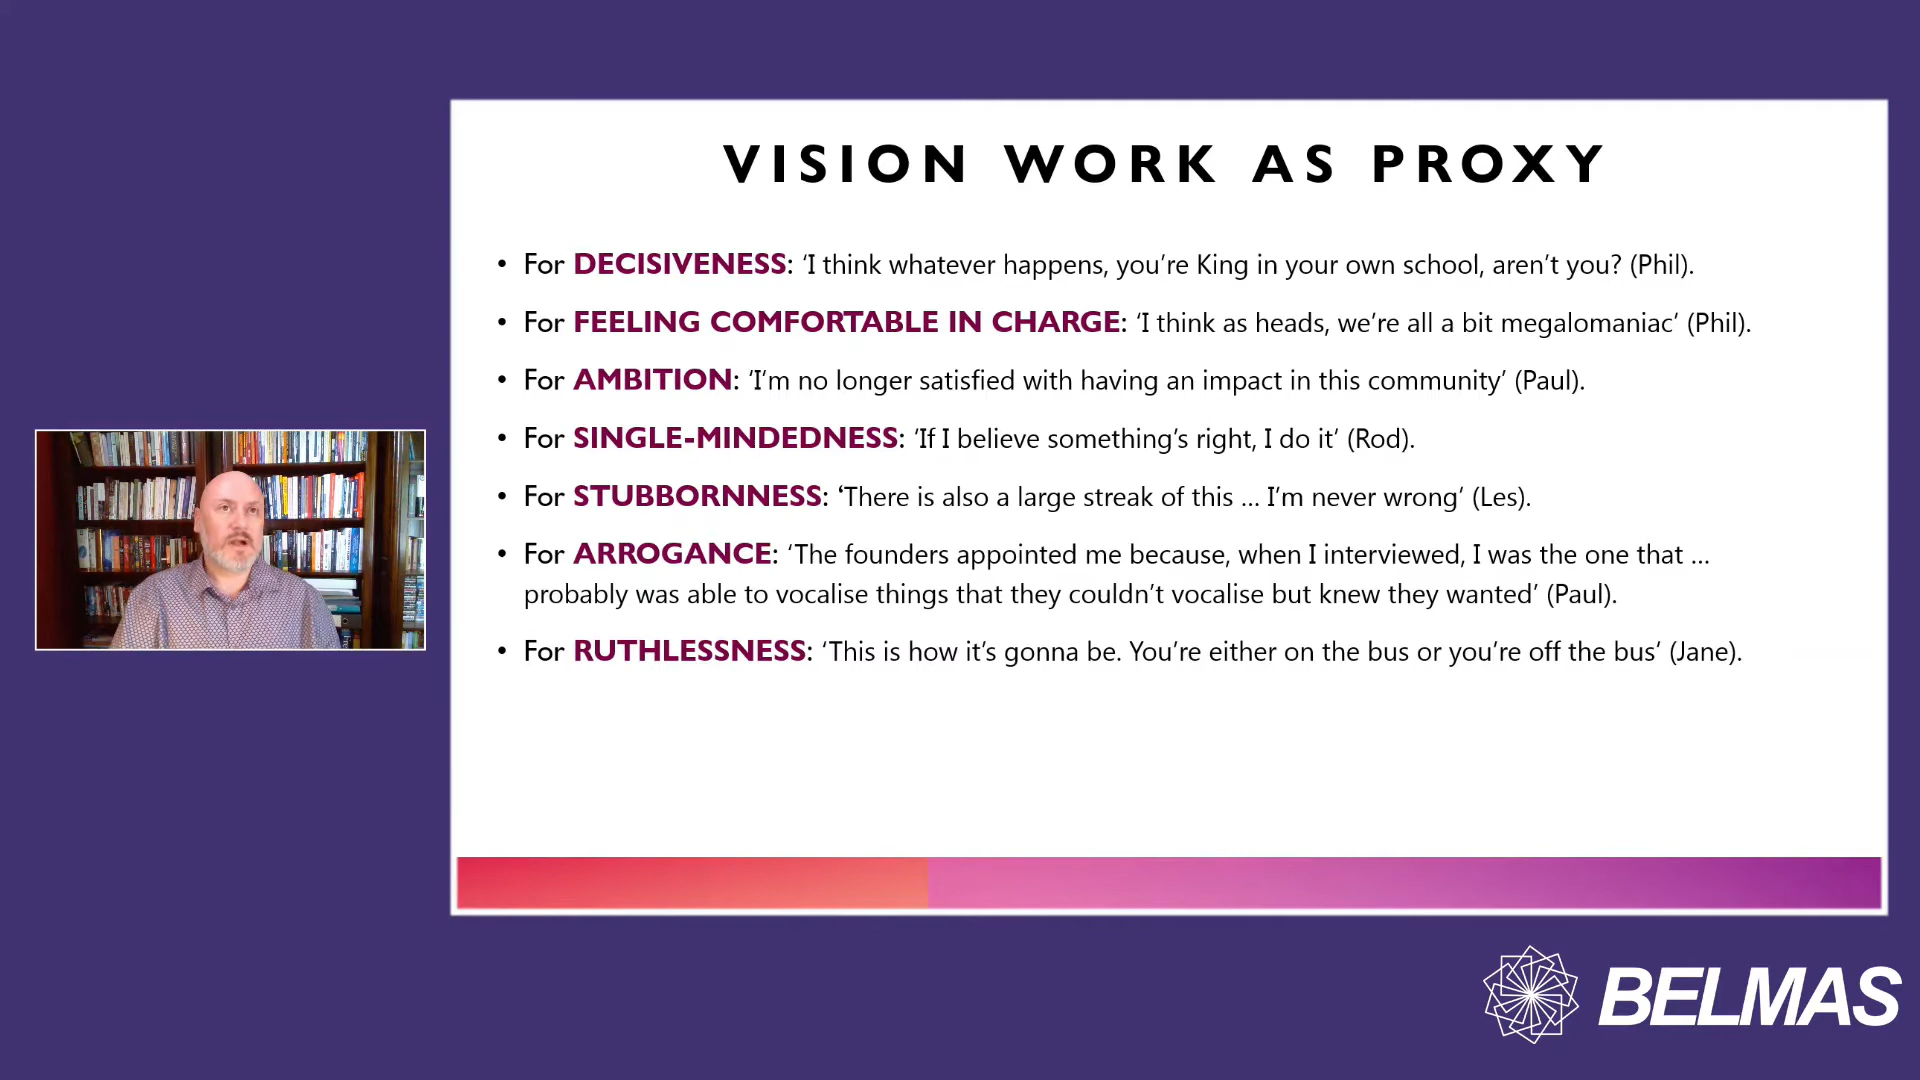 VISION WORK AS PROXY
• For DECISIVENESS: ‘I think whatever happens, you’re King in your own school, aren’t you? (Phil).
• For FEELING COMFORTABLE IN CHARGE: ‘I think as heads, we’re all a bit megalomaniac’ (Phil).
• For AMBITION: ‘I’m no longer satisfied with having an impact in this community’ (Paul).
• For SINGLE-MINDEDNESS: ‘If I believe something’s right, I do it’ (Rod).
• For STUBBORNNESS: ‘There is also a large streak of this … I’m never wrong’ (Les).
• For ARROGANCE: ‘The founders appointed me because, when I interviewed, I was the one that …
probably was able to vocalise things that they couldn’t vocalise but knew they wanted’ (Paul).
• For RUTHLESSNESS: ‘This is how it’s gonna be. You’re either on the bus or you’re off the bus’ (Jane).
BELMAS